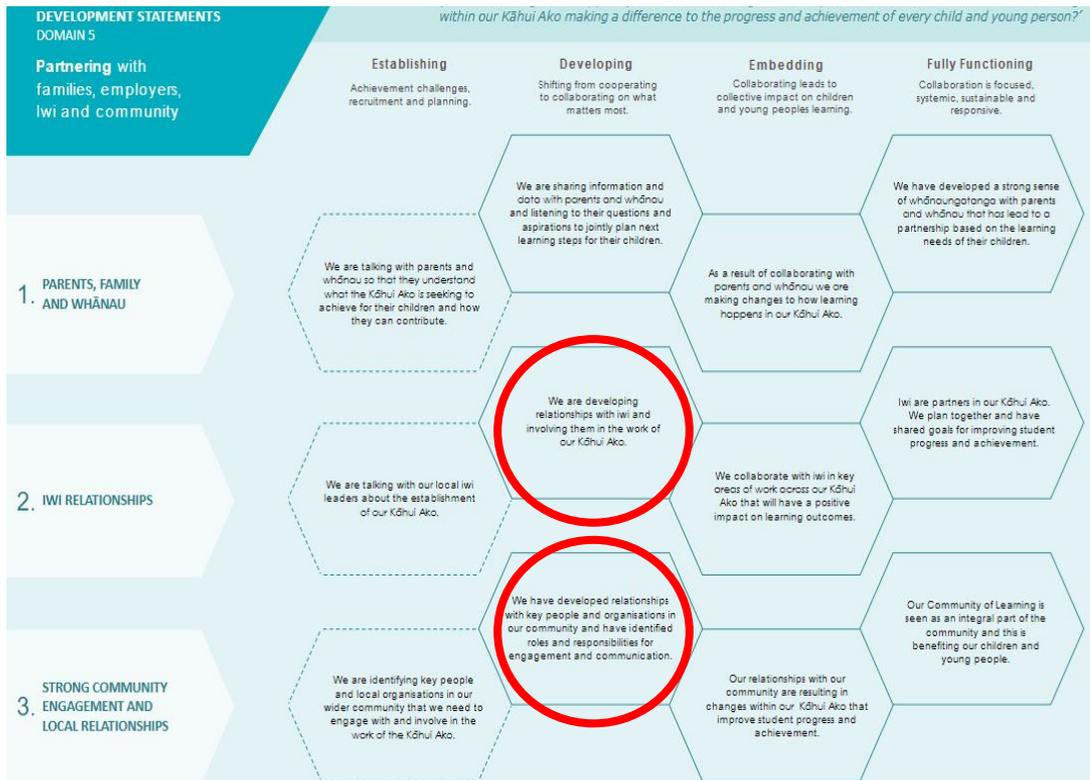 DEVELOPMENT STATEMENTS
DOMAIN 5
Partnering with
families, employers,
Iwi and community
within our Kāhui Ako making a difference to the progress and achievement of every child and young person?’
Establishing
Achievement challenges,
recruitment and planning.
Developing
Shifting from cooperating
to collaborating on what
matters most.
Embedding
Collaborating leads to
collective impact on children
and young peoples learning.
Fully Functioning
Collaboration is focused,
systemic, sustainable and
responsive.
1. PARENTS, FAMILY
AND WHĀNAU
We are talking with parents and
whānau so that they understand
what the Kāhui Ako is seeking to
achieve for their children and how
they can contribute.
We are sharing information and
data with parents and whānau
and listening to their questions and
aspirations to jointly plan next
learning steps for their children.
As a result of collaborating with
parents and whānau we are
making changes to how learning
happens in our Kāhui Ako.
We have developed a strong sense
of whānaungatanga with parents
and whānau that has lead to a
partnership based on the learning
needs of their children.
2. IWI RELATIONSHIPS
We are talking with our local iwi
leaders about the establishment
of our Kāhui Ako.
We are developing
relationships with iwi and
involving them in the work of
our Kāhui Ako.
We collaborate with iwi in key
areas of work across our Kāhui
Ako that will have a positive
impact on learning outcomes.
Iwi are partners in our Kāhui Ako.
We plan together and have
shared goals for improving student
progress and achievement.
3. STRONG COMMUNITY
ENGAGEMENT AND
LOCAL RELATIONSHIPS
We are identifying key people
and local organisations in our
wider community that we need to
engage with and involve in the
work of the Kāhui Ako.
We have developed relationships
with key people and organisations in
our community and have identified
roles and responsibilities for
engagement and communication.
Our relationships with our
community are resulting in
changes within our Kāhui Ako that
improve student progress and
achievement.
Our Community of Learning is
seen as an integral part of the
community and this is
benefiting our children and
young people.